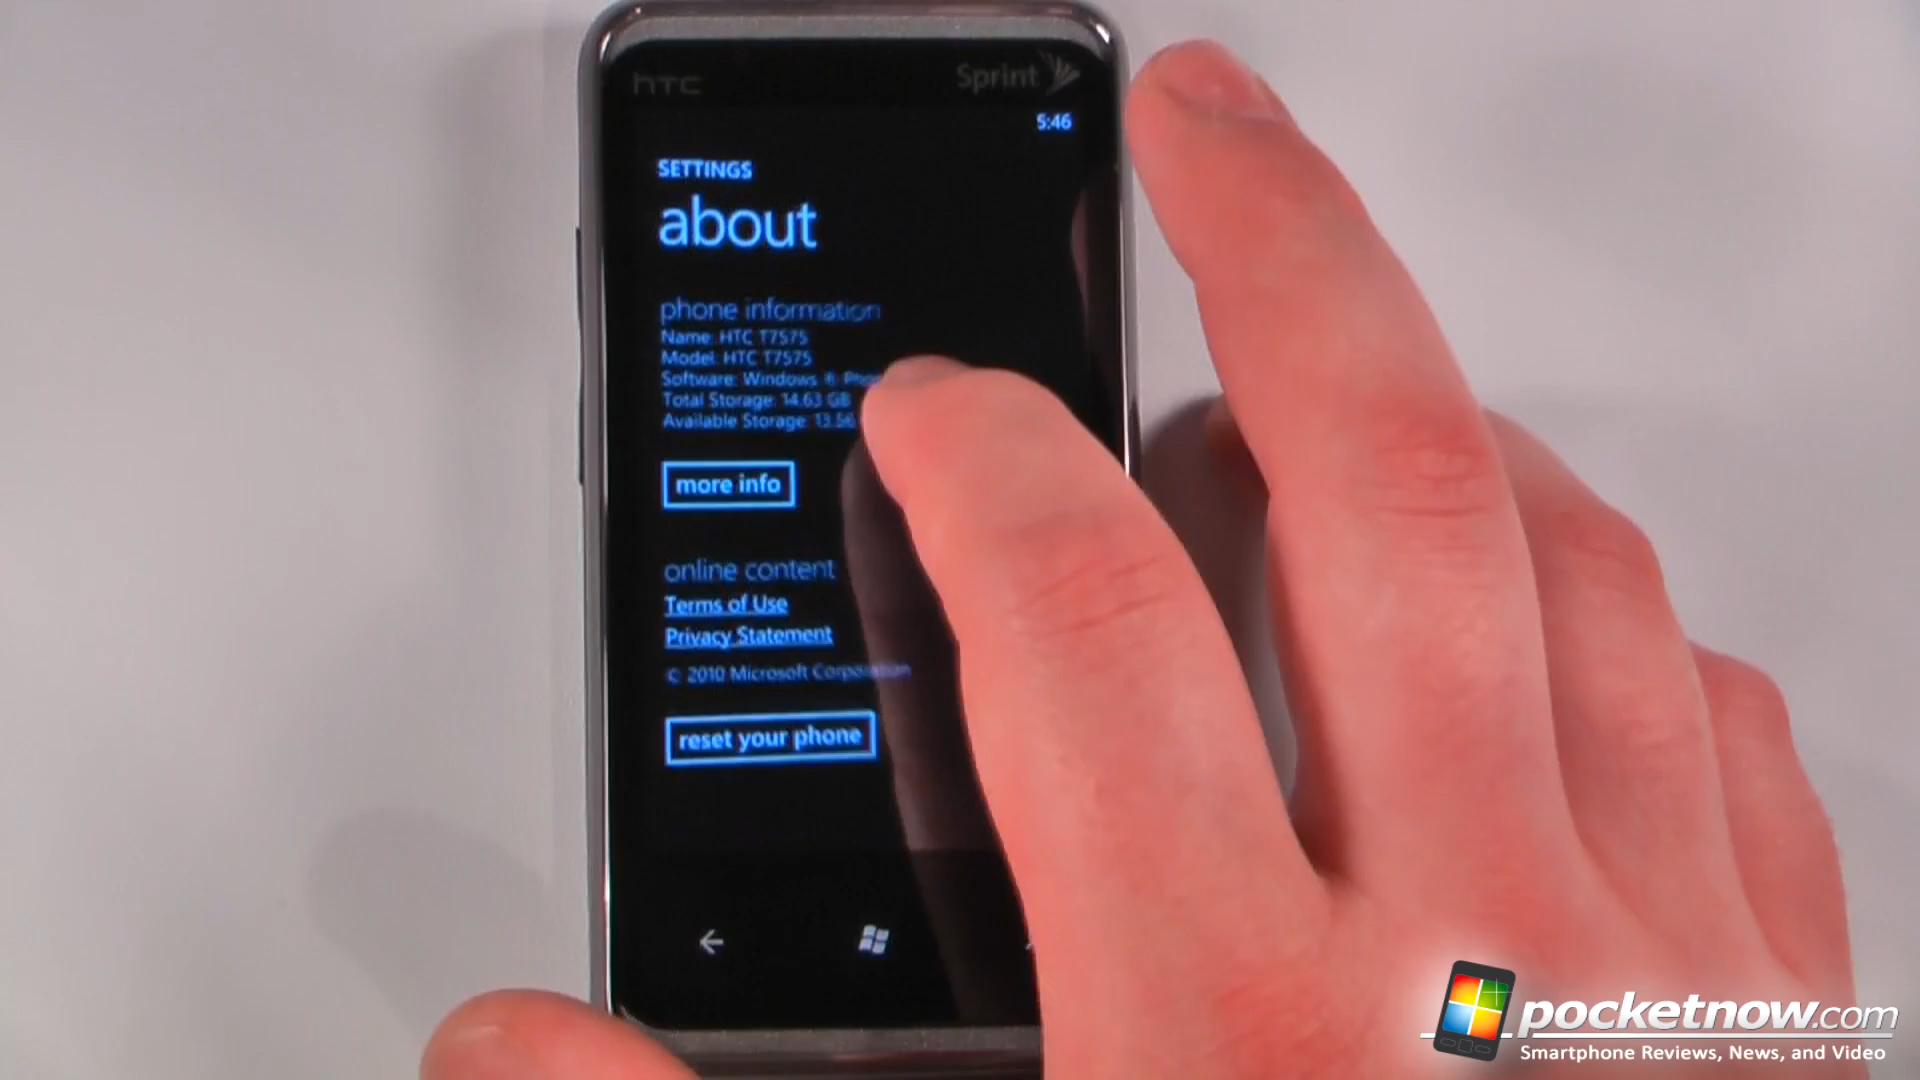 hTC
Sprint
5:46
SETTINGS
about
phone information
Name: HTC T7575
Model: HTC T7575
Software: Windows ® Phone
Total Storage: 14.63 GB
Available Storage: 13.56
more info
online content
Terms of Use
Privacy Statement
© 2010 Microsoft Corporation
reset your phone
pocketnow.com
Smartphone Reviews, News, and Video